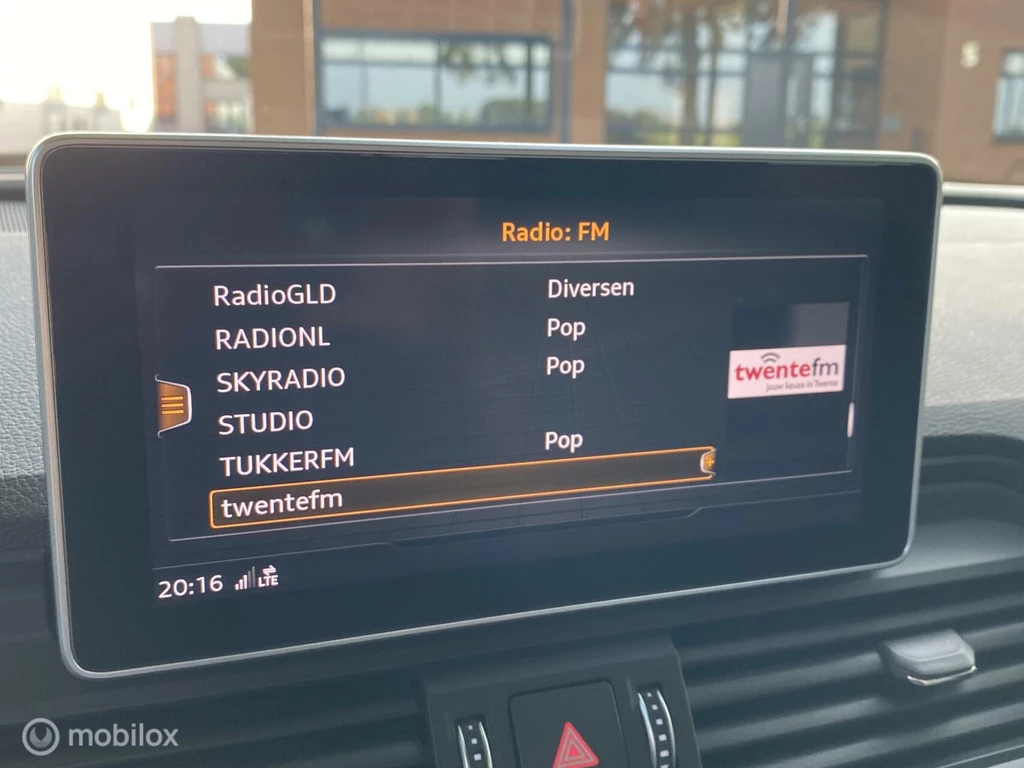 5
Radio: FM
RadioGLD Diversen
RADIONL Pop
SKYRADIO Pop
STUDIO
TUKKERFM Pop
twentefm
twentefm
jouw keuze in Twente
20:16 LTE
mobilox